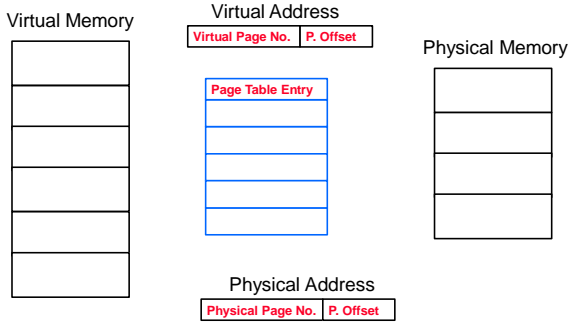 Virtual Memory
Virtual Address
Virtual Page No. P. Offset
Physical Memory
Page Table Entry
Physical Address
Physical Page No. P. Offset